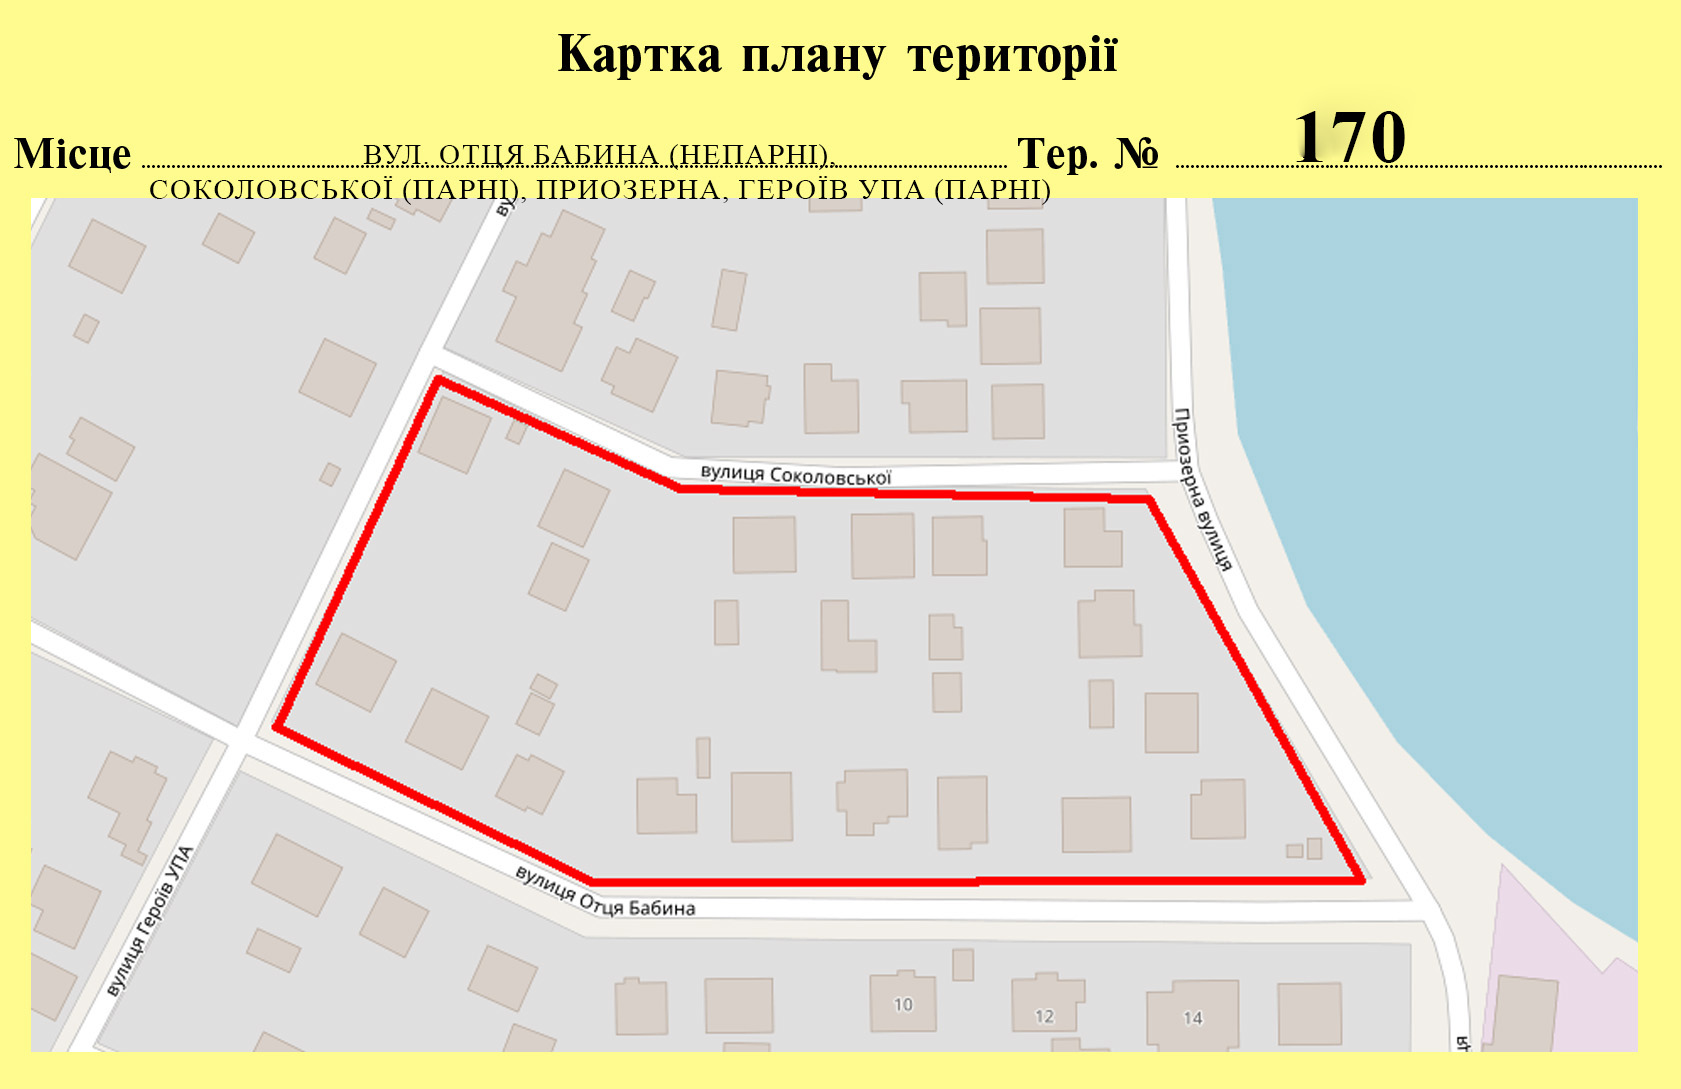 Картка плану території
Місце ВУЛ. ОТЦЯ БАБИНА (НЕПАРНІ), Тер. № 170
СОКОЛОВСЬКОЇ (ПАРНІ), ПРИОЗЕРНА, ГЕРОЇВ УПА (ПАРНІ)
ву
вулиця Соколовської
Приозерна вулиця
вулиця Героїв УПА
вулиця Отця Бабина
10
12
14